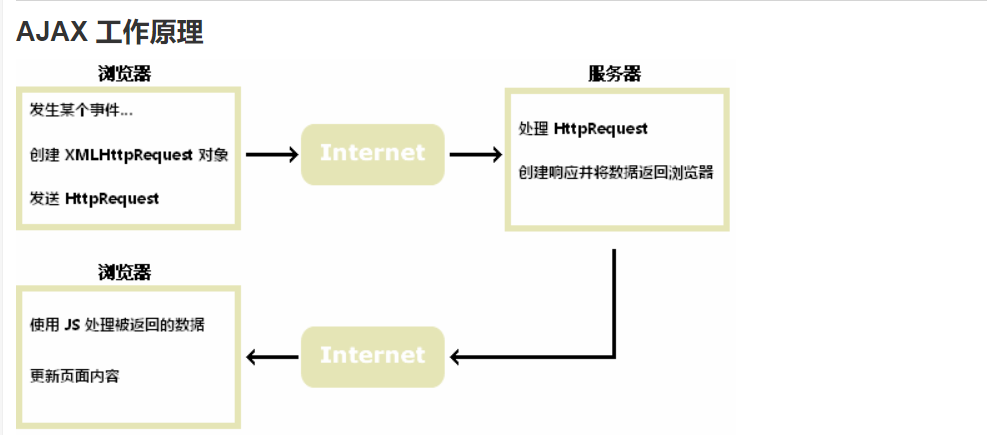 AJAX 工作原理
浏览器
发生某个事件...
创建 XMLHttpRequest 对象
发送 HttpRequest
Internet
服务器
处理 HttpRequest
创建响应并将数据返回浏览器
浏览器
使用 JS 处理被返回的数据
更新页面内容
Internet